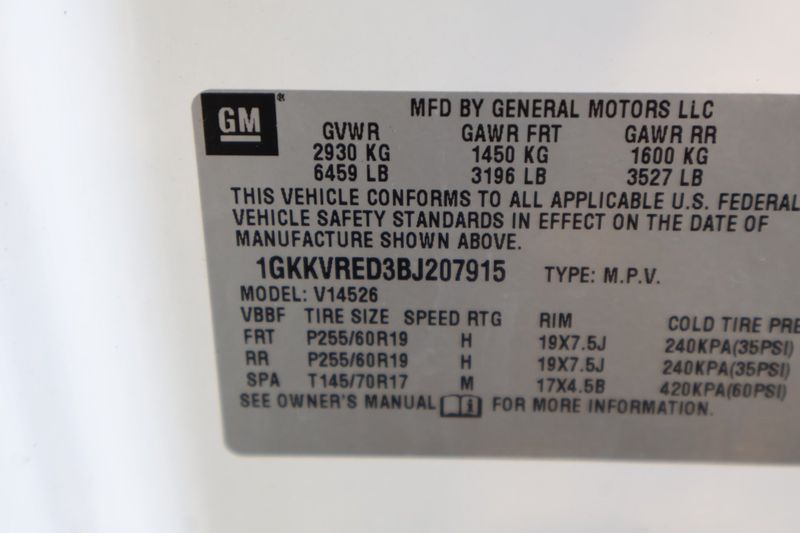 GM
MFD BY GENERAL MOTORS LLC
GVWR GAWR FRT GAWR RR
2930 KG 1450 KG 1600 KG
6459 LB 3196 LB 3527 LB
THIS VEHICLE CONFORMS TO ALL APPLICABLE U.S. FEDERAL
VEHICLE SAFETY STANDARDS IN EFFECT ON THE DATE OF
MANUFACTURE SHOWN ABOVE.
1GKKVRED3BJ207915 TYPE: M.P.V.
MODEL: V14526
VBBF TIRE SIZE SPEED RTG RIM COLD TIRE PRE
FRT P255/60R19 H 19X7.5J 240KPA(35PSI)
RR P255/60R19 H 19X7.5J 240KPA(35PSI)
SPA T145/70R17 M 17X4.5B 420KPA(60PSI)
SEE OWNER'S MANUAL FOR MORE INFORMATION.